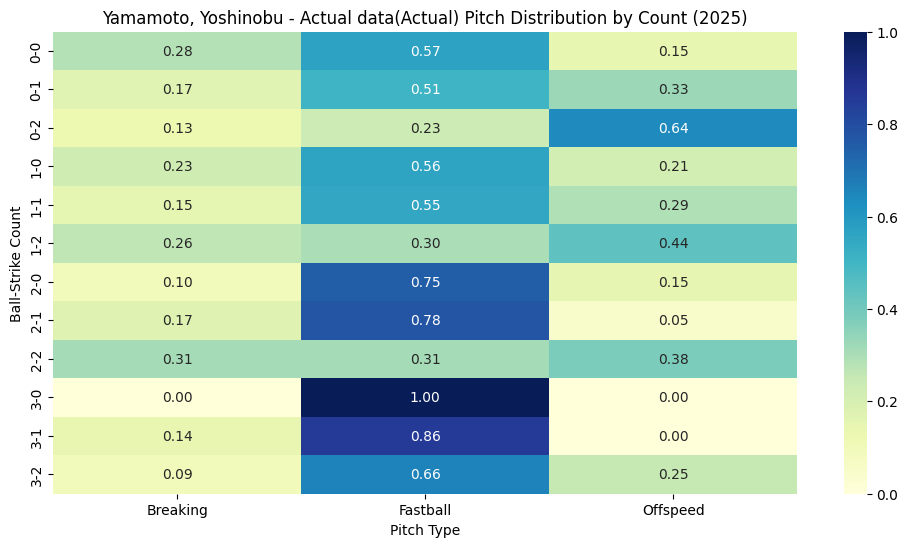 Yamamoto, Yoshinobu - Actual data(Actual) Pitch Distribution by Count (2025)
Ball-Strike Count
0-0 0.28 0.57 0.15
0-1 0.17 0.51 0.33
0-2 0.13 0.23 0.64
1-0 0.23 0.56 0.21
1-1 0.15 0.55 0.29
1-2 0.26 0.30 0.44
2-0 0.10 0.75 0.15
2-1 0.17 0.78 0.05
2-2 0.31 0.31 0.38
3-0 0.00 1.00 0.00
3-1 0.14 0.86 0.00
3-2 0.09 0.66 0.25
Breaking Fastball Offspeed
Pitch Type
1.0
0.8
0.6
0.4
0.2
0.0